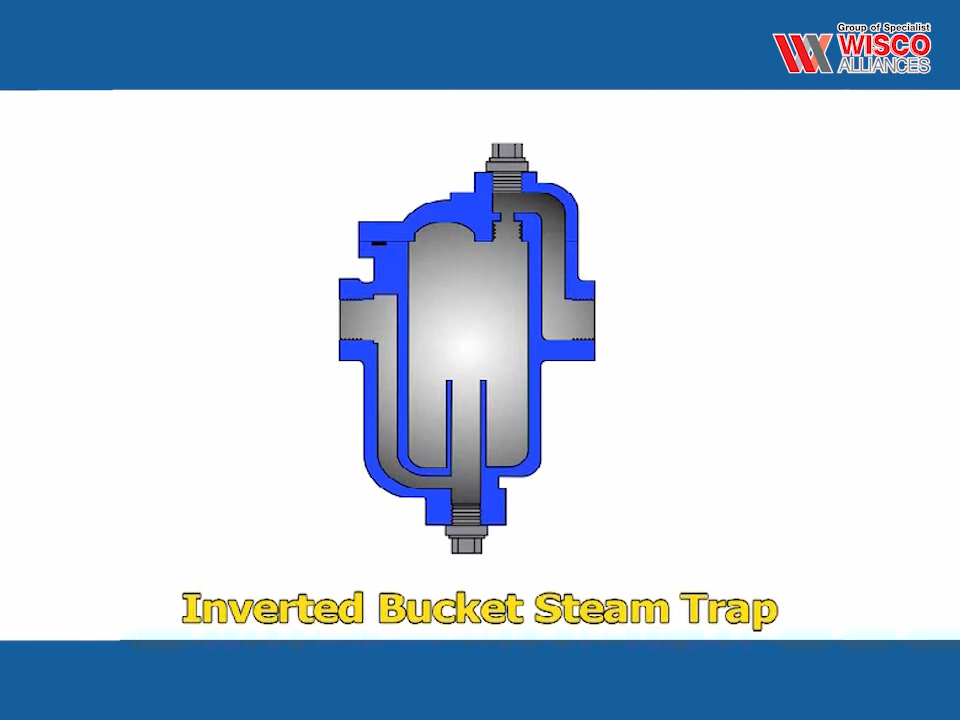 Group of Specialist
WISCO
ALLIANCES
Inverted Bucket Steam Trap